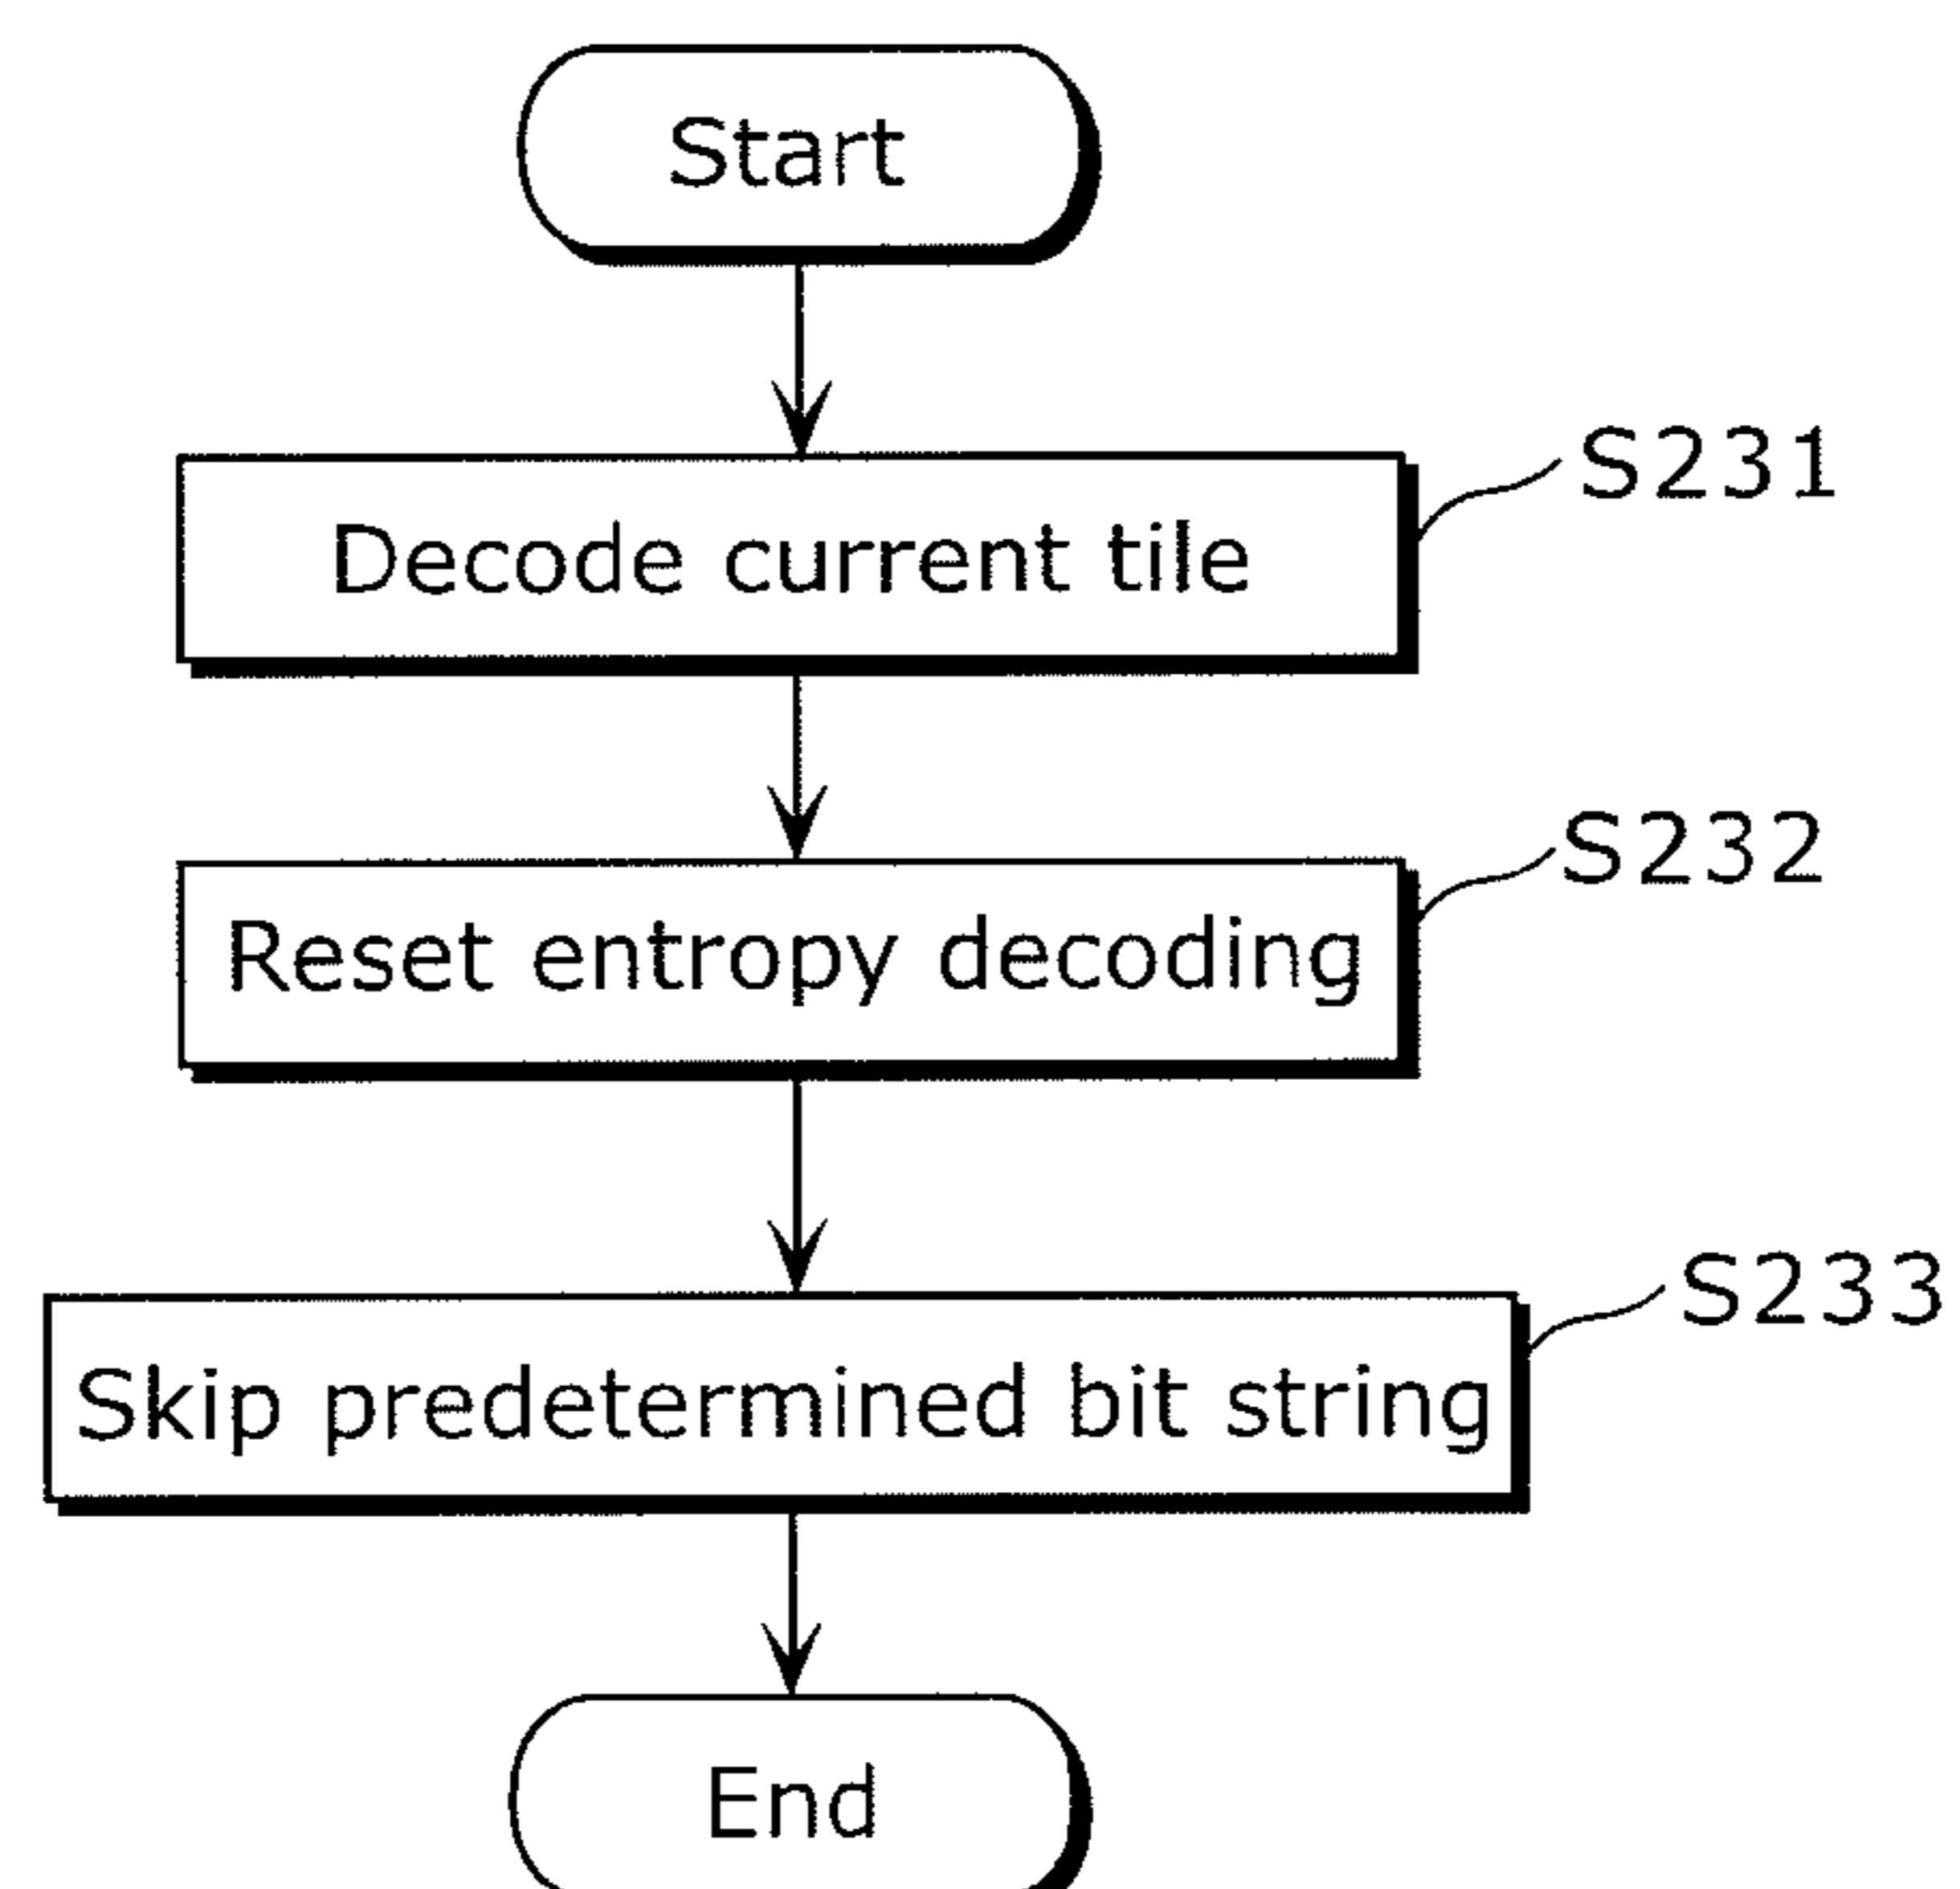 Start
S231
Decode current tile
S232
Reset entropy decoding
S233
Skip predetermined bit string
End